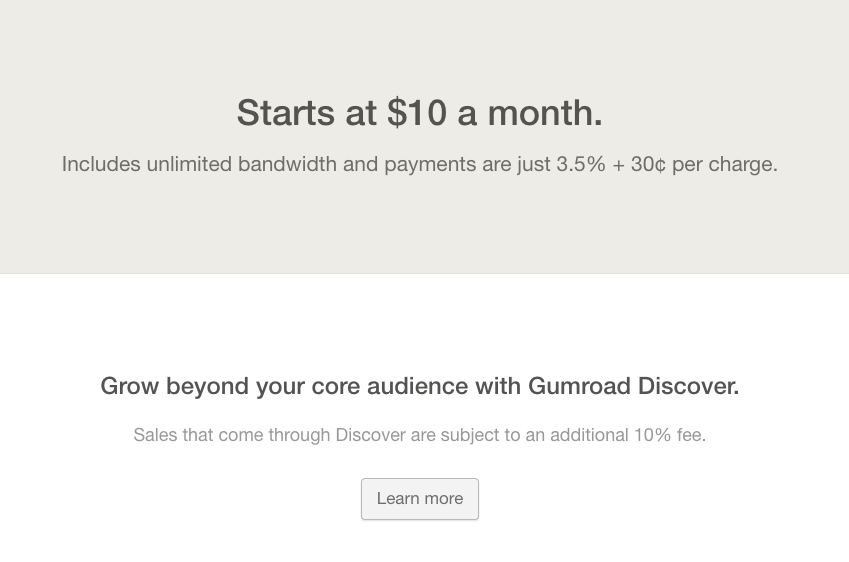 Starts at $10 a month.
Includes unlimited bandwidth and payments are just 3.5% + 30¢ per charge.
Grow beyond your core audience with Gumroad Discover.
Sales that come through Discover are subject to an additional 10% fee.
Learn more